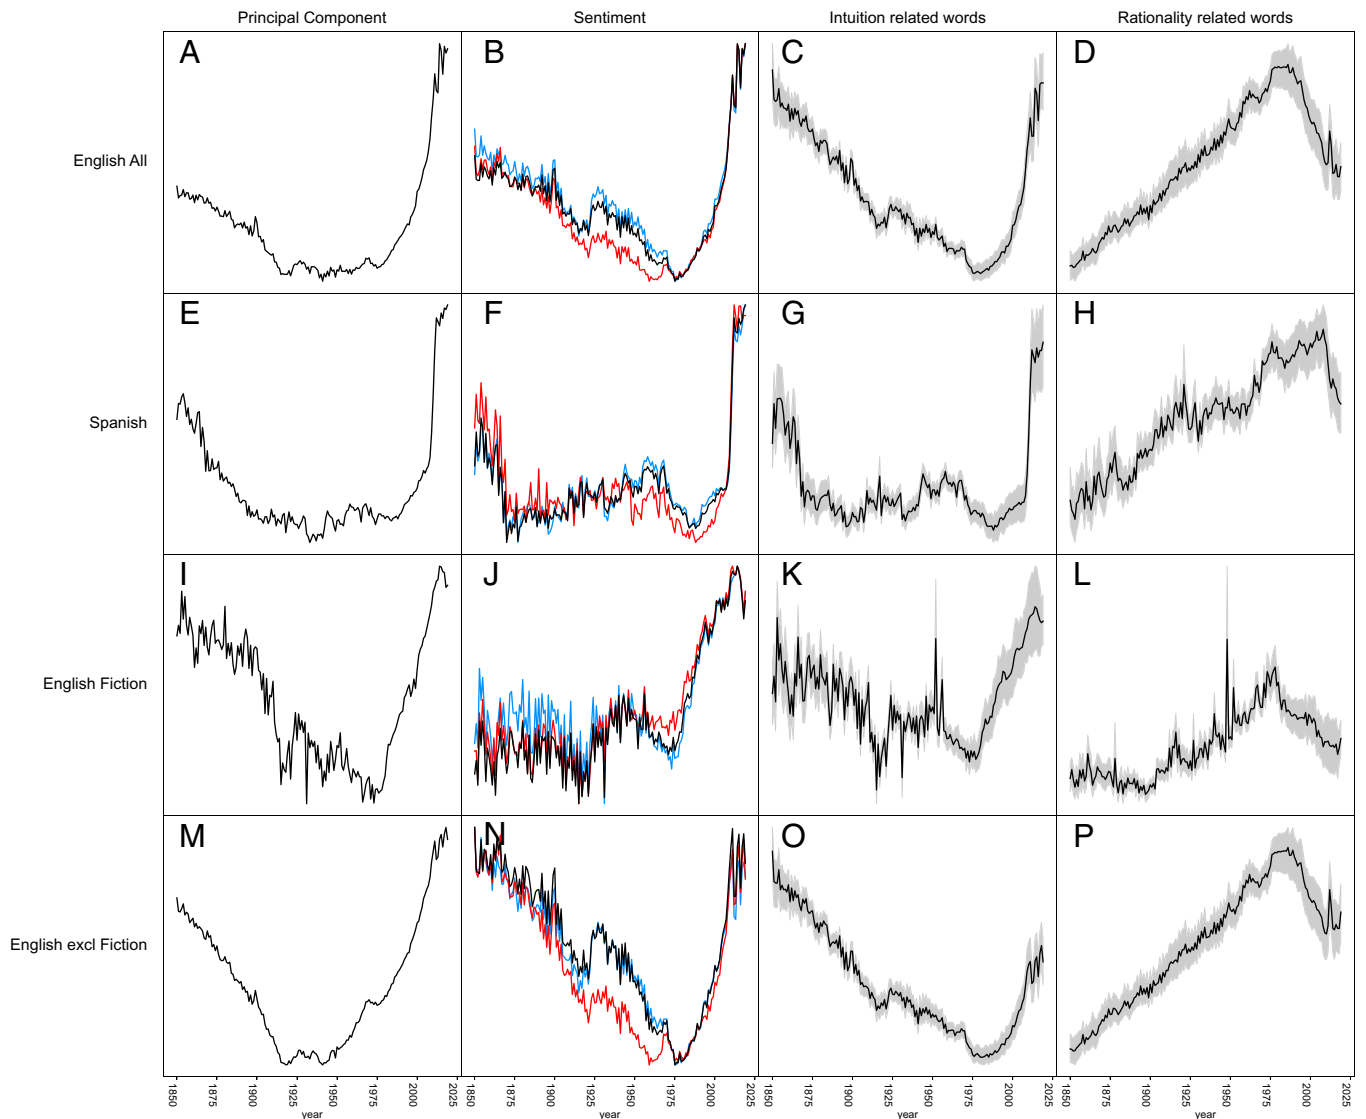 Principal Component Sentiment Intuition related words Rationality related words
A B C D
English All
E F G H
Spanish
I J K L
English Fiction
M N O P
English excl Fiction
1850 1875 1900 1925 1950 1975 2000 2025 1850 1875 1900 1925 1950 1975 2000 2025 1850 1875 1900 1925 1950 1975 2000 2025 1850 1875 1900 1925 1950 1975 2000 2025
year year year year